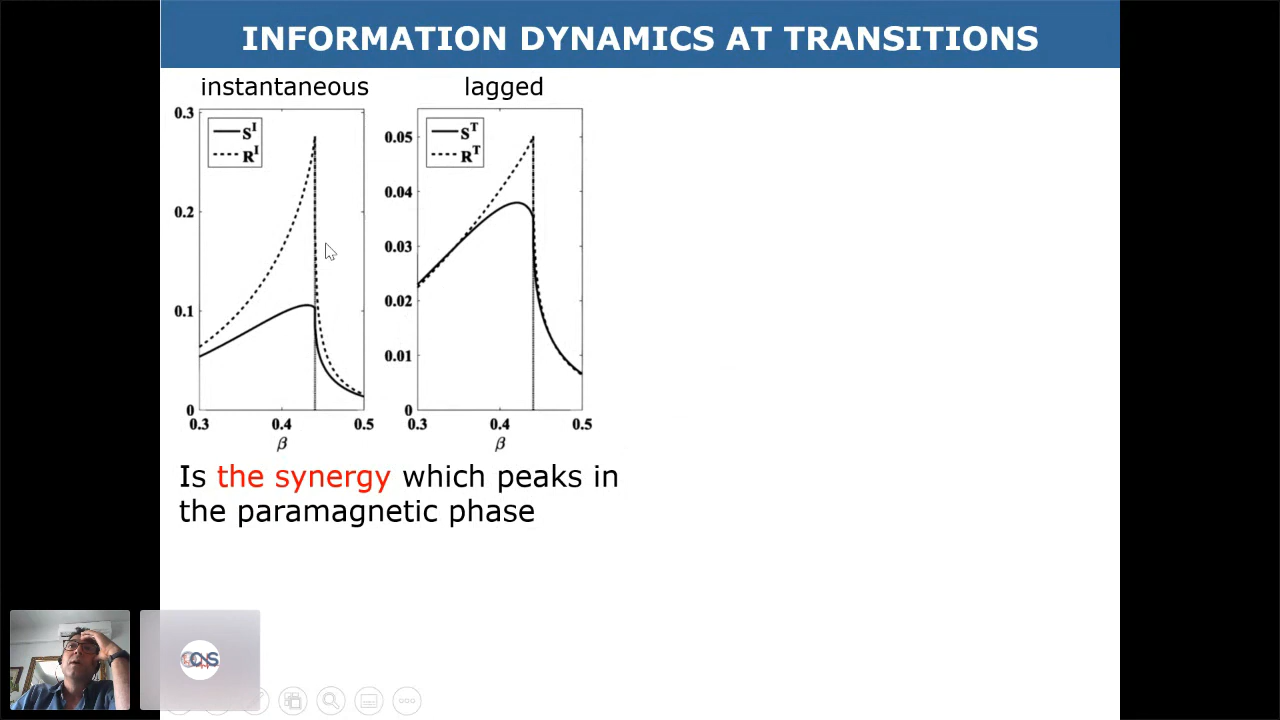 INFORMATION DYNAMICS AT TRANSITIONS
instantaneous
lagged
0.3
0.2
0.1
0
S^I
R^I
0.3 0.4 0.5
β
0.05
0.04
0.03
0.02
0.01
0
S^T
R^T
0.3 0.4 0.5
β
Is the synergy which peaks in
the paramagnetic phase